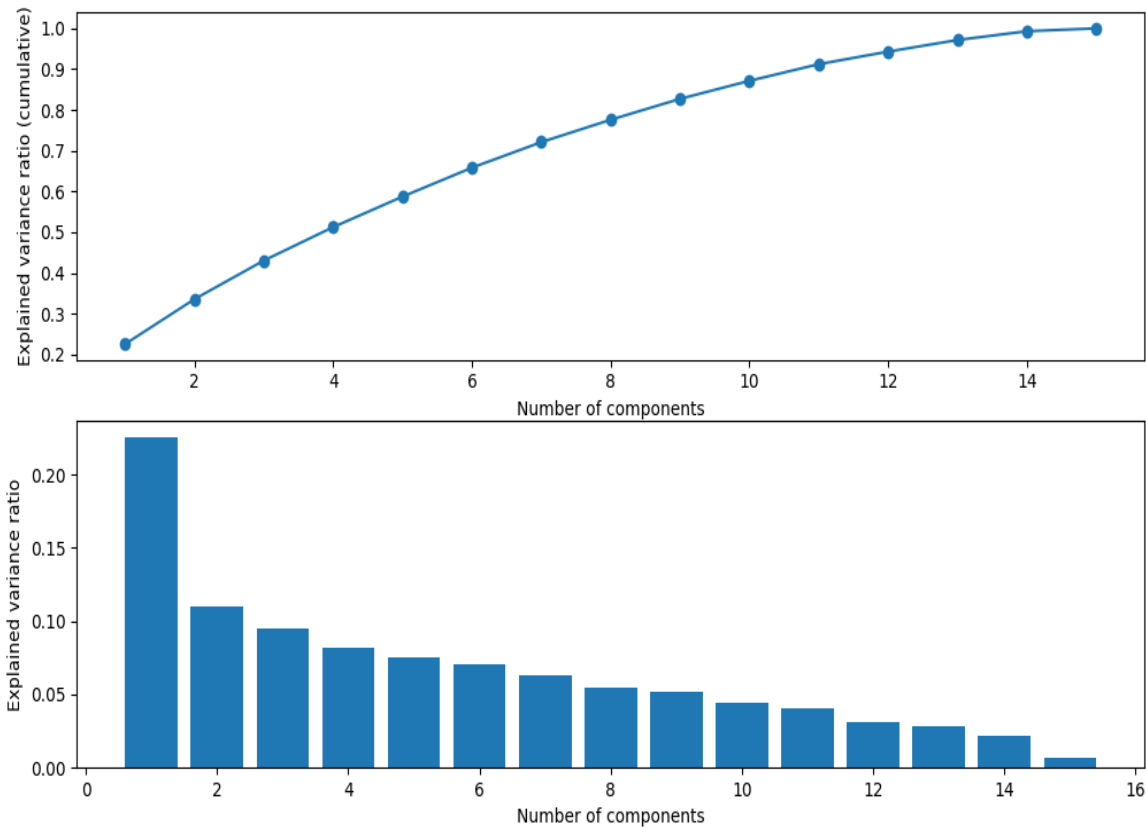 Explained variance ratio (cumulative)
1.0
0.9
0.8
0.7
0.6
0.5
0.4
0.3
0.2
2 4 6 8 10 12 14
Number of components
Explained variance ratio
0.20
0.15
0.10
0.05
0.00
0 2 4 6 8 10 12 14 16
Number of components